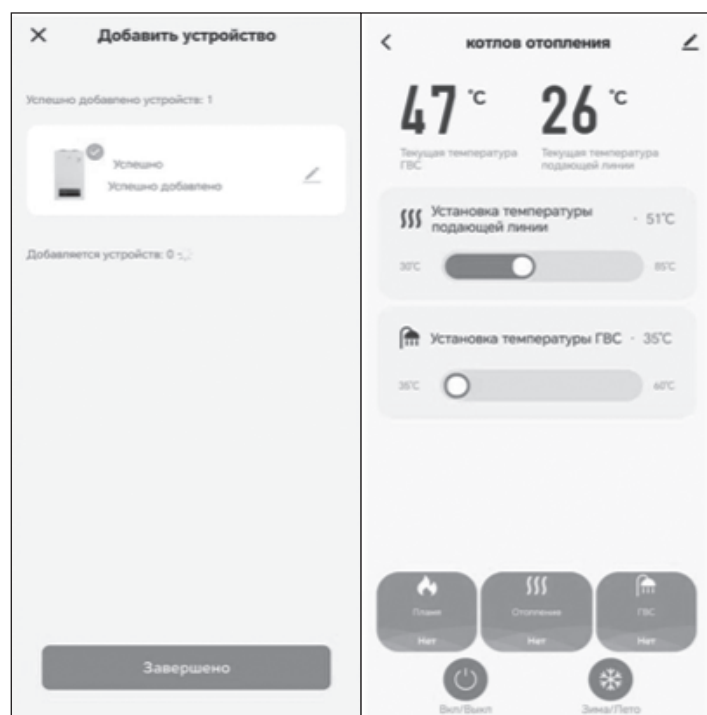 Добавить устройство
Успешно добавлено устройств: 1
Успешно
Успешно добавлено
Добавляется устройств: 0
Завершено
котлов отопления
47 °C 26 °C
Текущая температура ГВС
Текущая температура подающей линии
Установка температуры
подающей линии
· 51°C
30°C 85°C
Установка температуры ГВС · 35°C
35°C 60°C
Пламя Отопление ГВС
Нет Нет Нет
Вкл/Выкл Зима/Лето